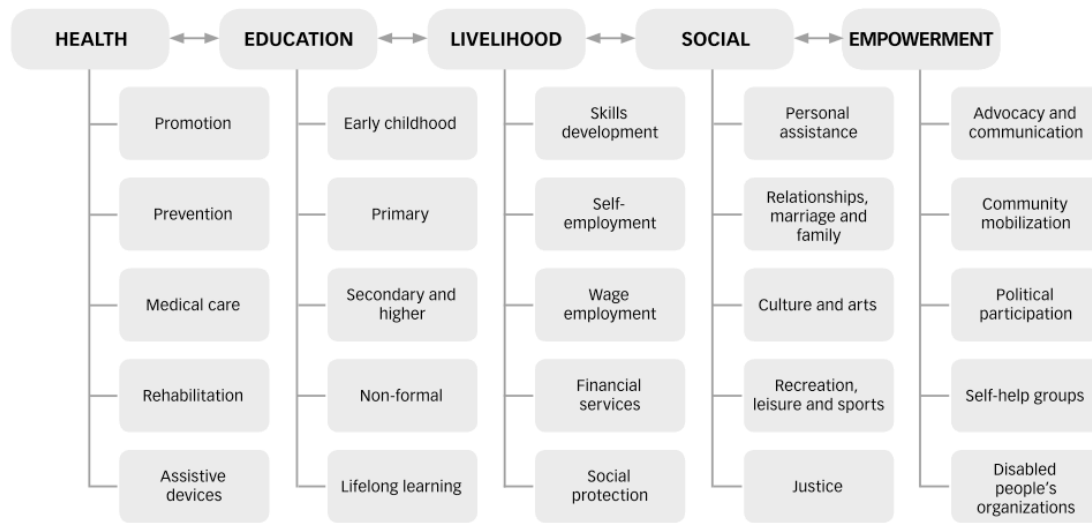 HEALTH
EDUCATION
LIVELIHOOD
SOCIAL
EMPOWERMENT
Promotion
Prevention
Medical care
Rehabilitation
Assistive
devices
Early childhood
Primary
Secondary and
higher
Non-formal
Lifelong learning
Skills
development
Self-
employment
Wage
employment
Financial
services
Social
protection
Personal
assistance
Relationships,
marriage and
family
Culture and arts
Recreation,
leisure and sports
Justice
Advocacy and
communication
Community
mobilization
Political
participation
Self-help groups
Disabled
people's
organizations